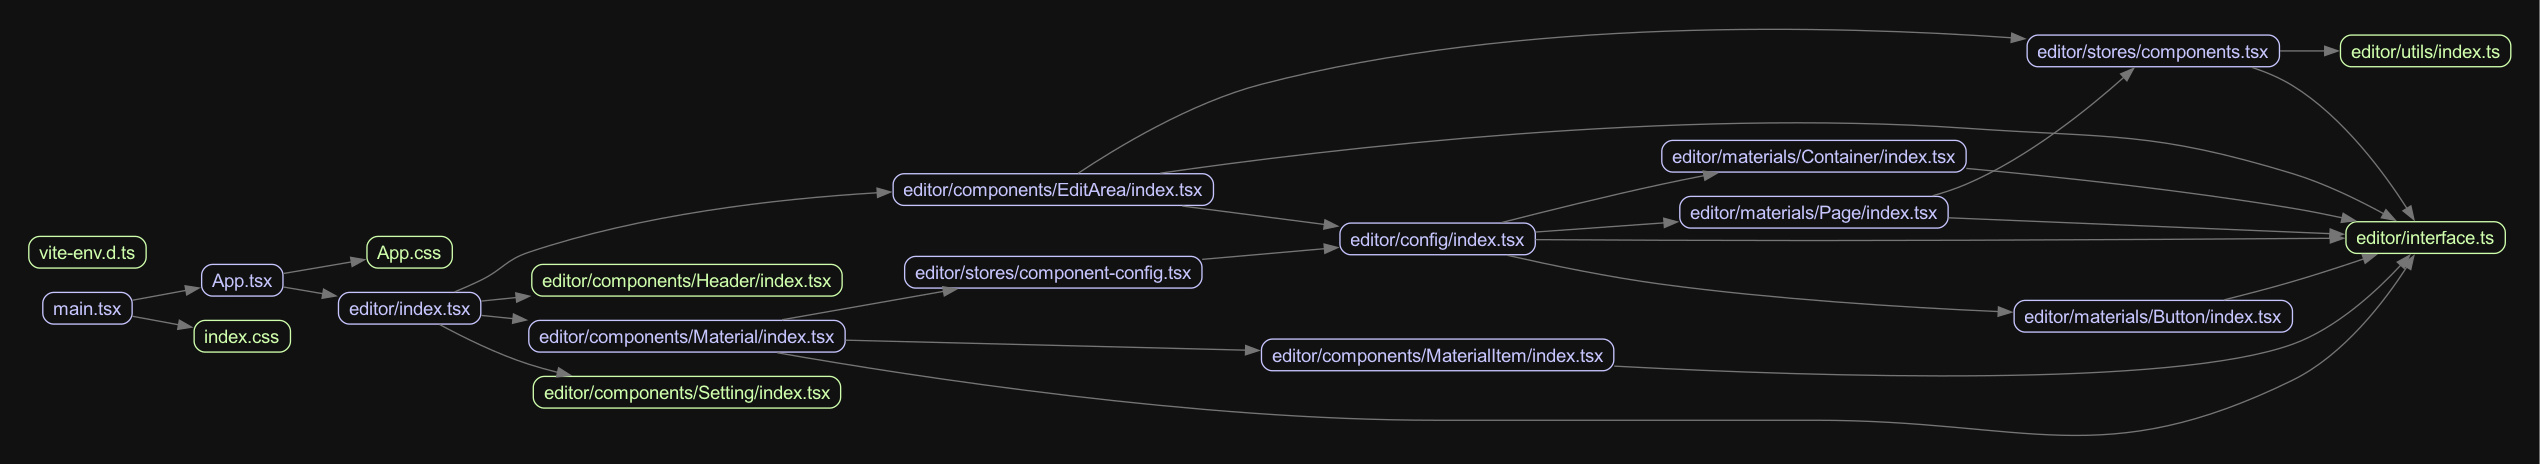 vite-env.d.ts
main.tsx
App.tsx
index.css
App.css
editor/index.tsx
editor/components/Header/index.tsx
editor/components/Material/index.tsx
editor/components/Setting/index.tsx
editor/components/EditArea/index.tsx
editor/stores/component-config.tsx
editor/components/MaterialItem/index.tsx
editor/config/index.tsx
editor/materials/Container/index.tsx
editor/materials/Page/index.tsx
editor/stores/components.tsx
editor/materials/Button/index.tsx
editor/utils/index.ts
editor/interface.ts